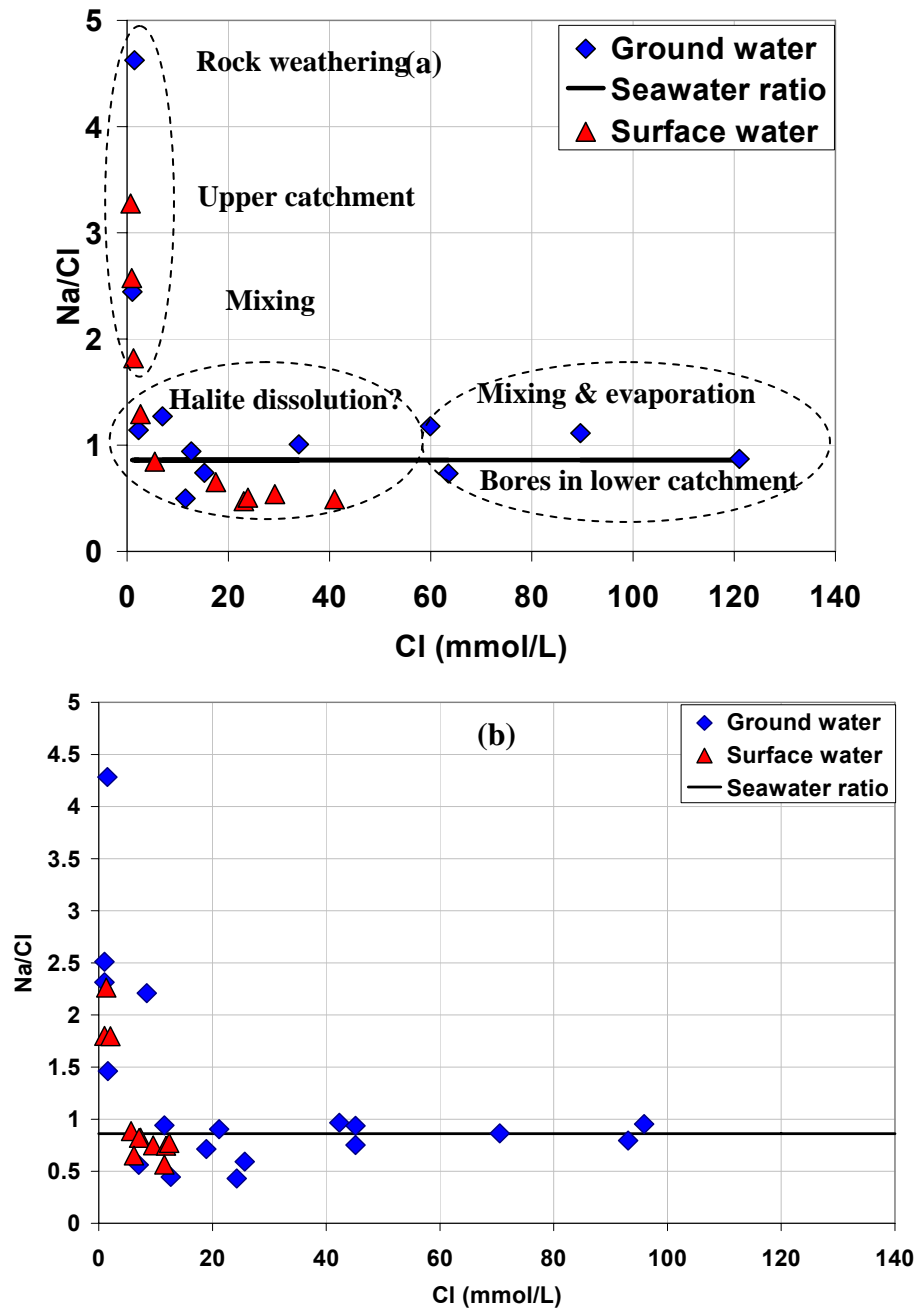 5
Ground water
Rock weathering(a)
Seawater ratio
4
Surface water
Upper catchment
3
Na/Cl
Mixing
2
Halite dissolution?
Mixing & evaporation
1
Bores in lower catchment
0
0 20 40 60 80 100 120 140
Cl (mmol/L)
5
(b)
Ground water
4.5
Surface water
4
Seawater ratio
3.5
3
2.5
Na/Cl
2
1.5
1
0.5
0
0 20 40 60 80 100 120 140
Cl (mmol/L)